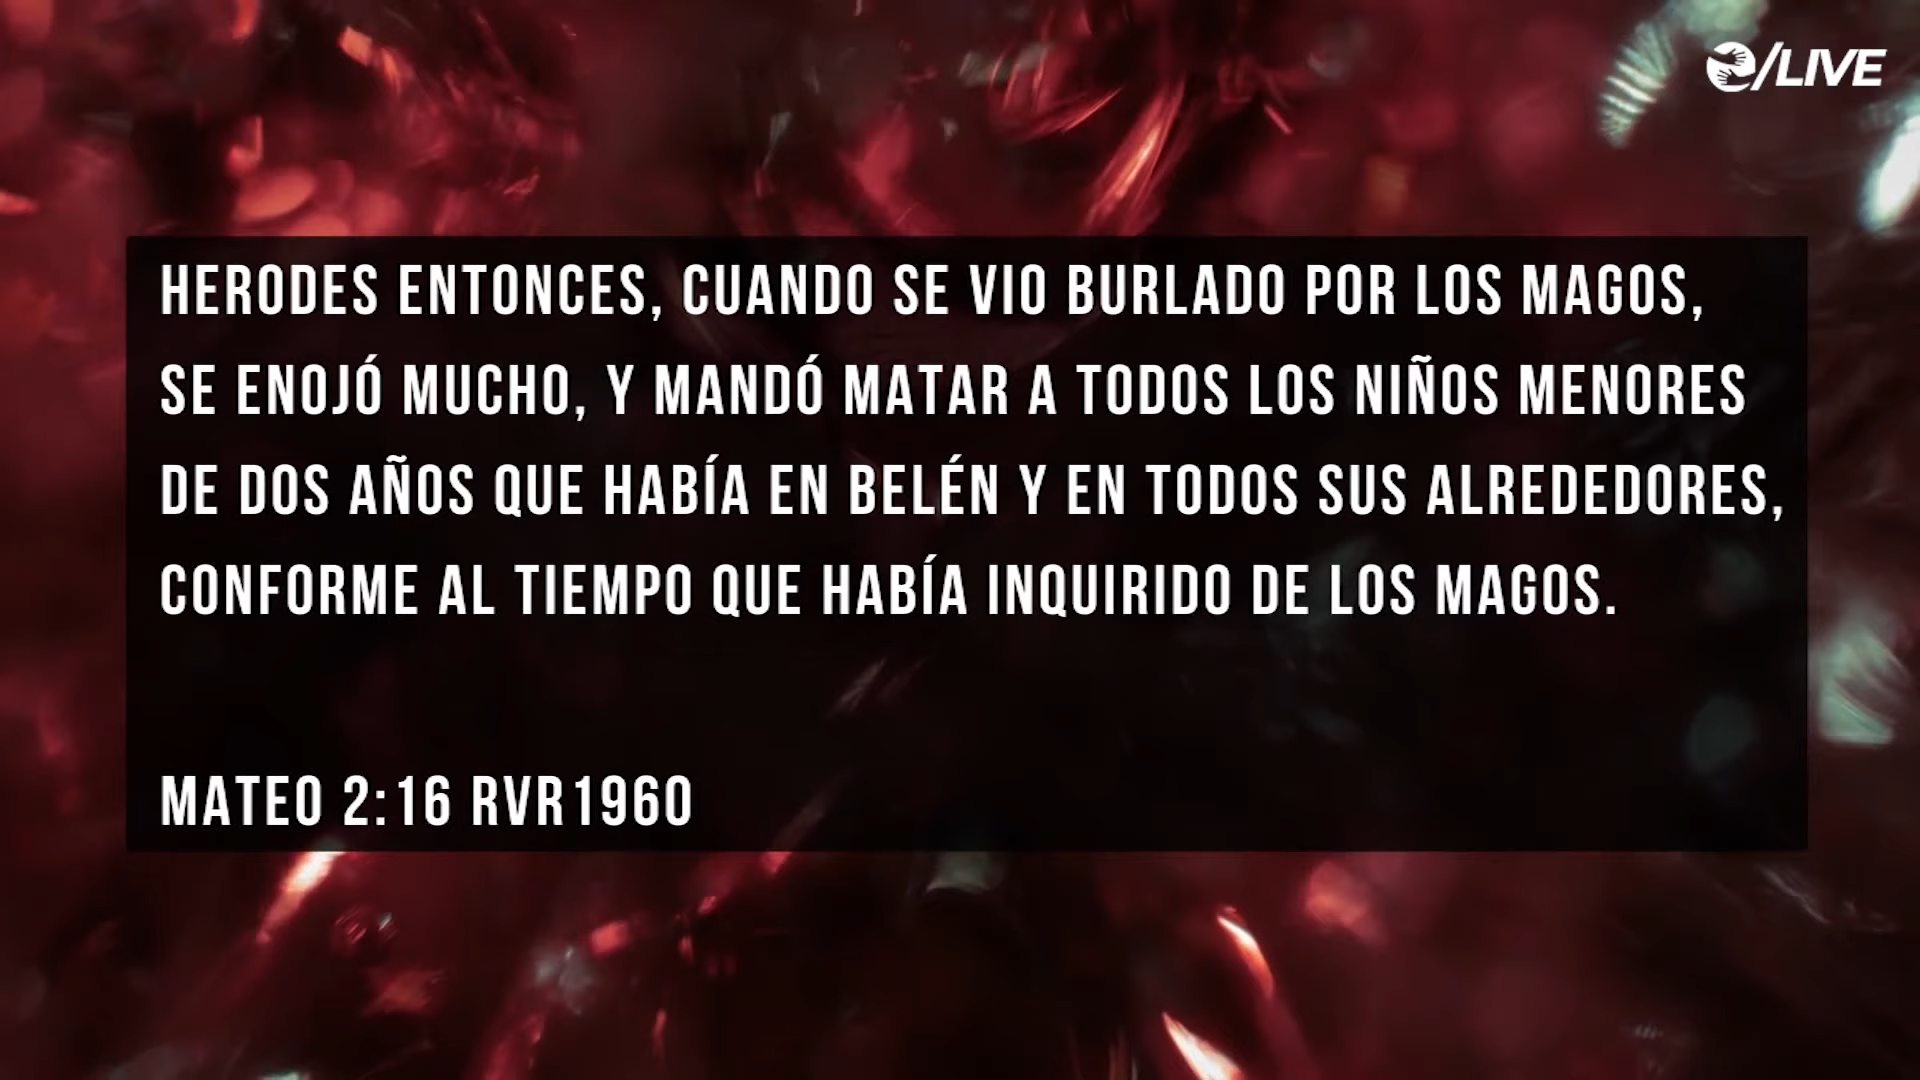 /LIVE
HERODES ENTONCES, CUANDO SE VIO BURLADO POR LOS MAGOS,
SE ENOJÓ MUCHO, Y MANDÓ MATAR A TODOS LOS NIÑOS MENORES
DE DOS AÑOS QUE HABÍA EN BELÉN Y EN TODOS SUS ALREDEDORES,
CONFORME AL TIEMPO QUE HABÍA INQUIRIDO DE LOS MAGOS.
MATEO 2:16 RVR1960